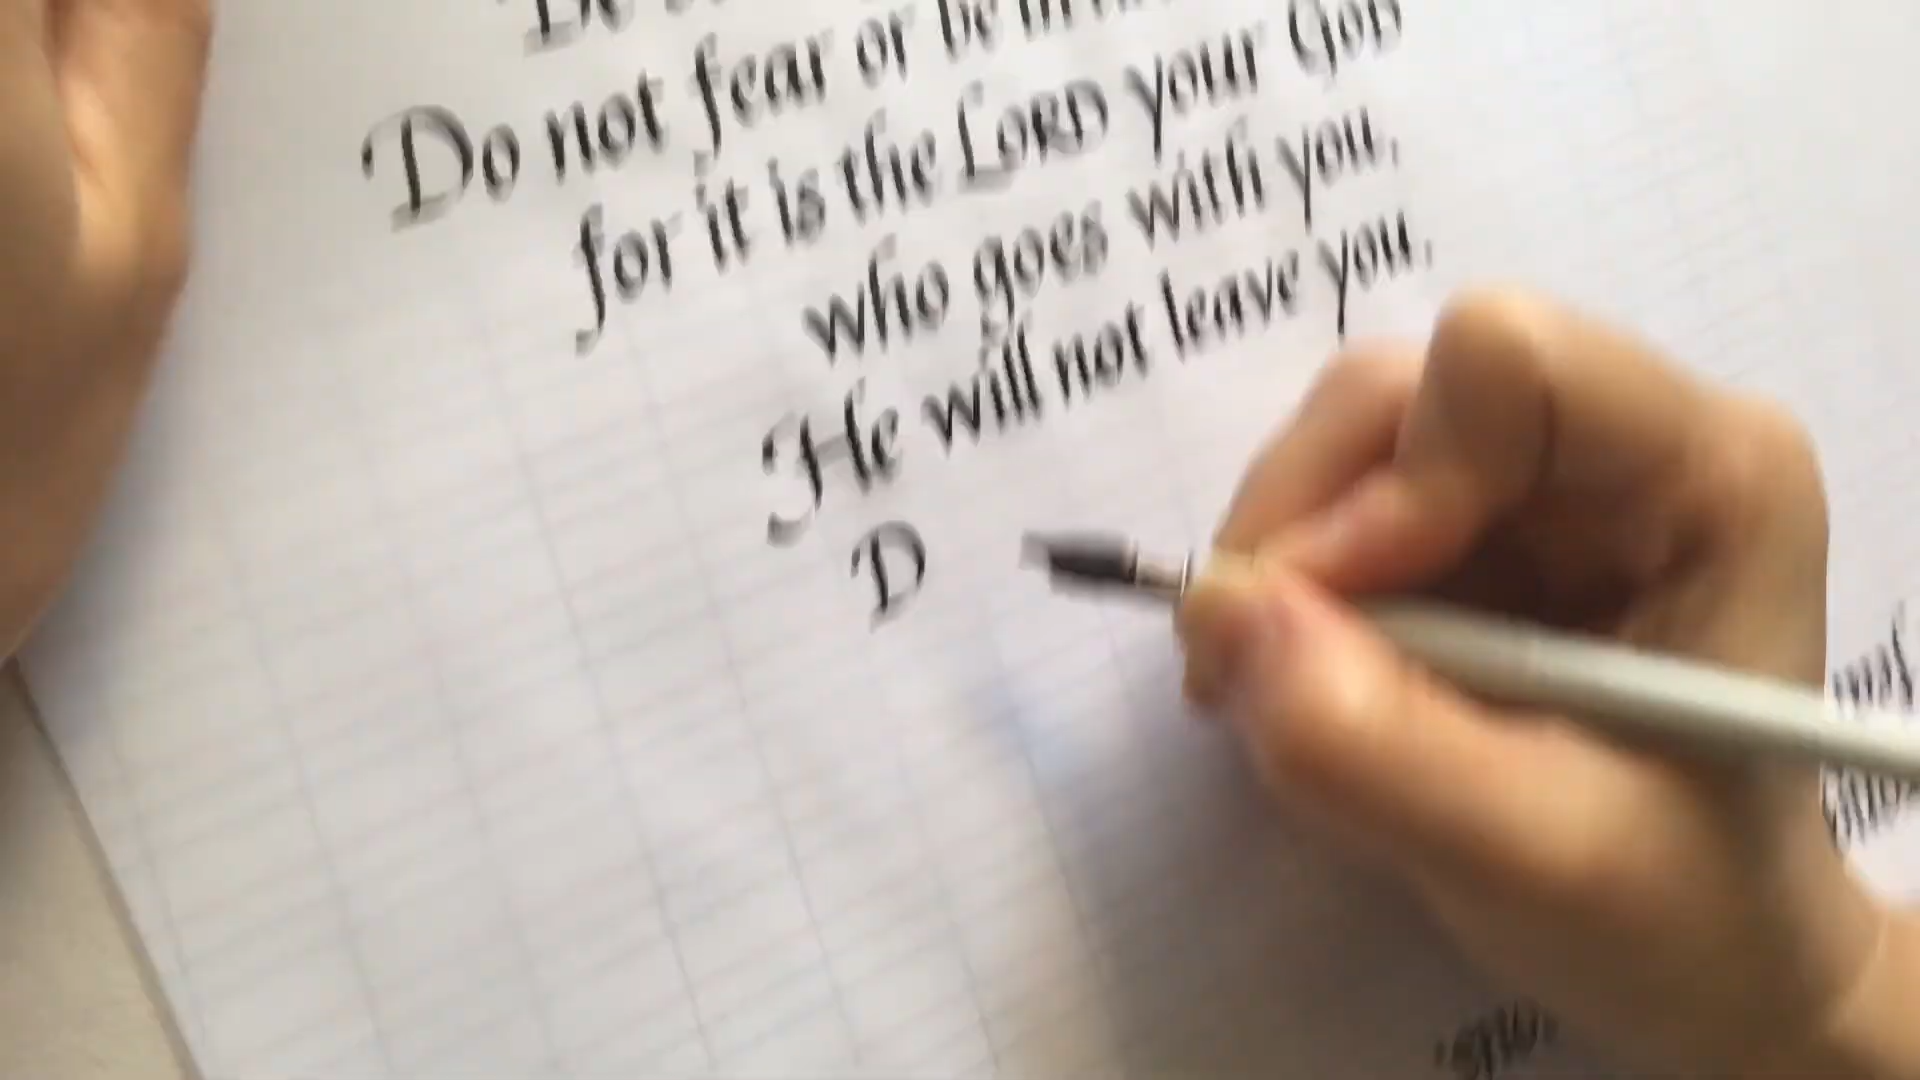 Do not fear or be
for it is the LORD your GOD
who goes with you.
He will not leave you.
D